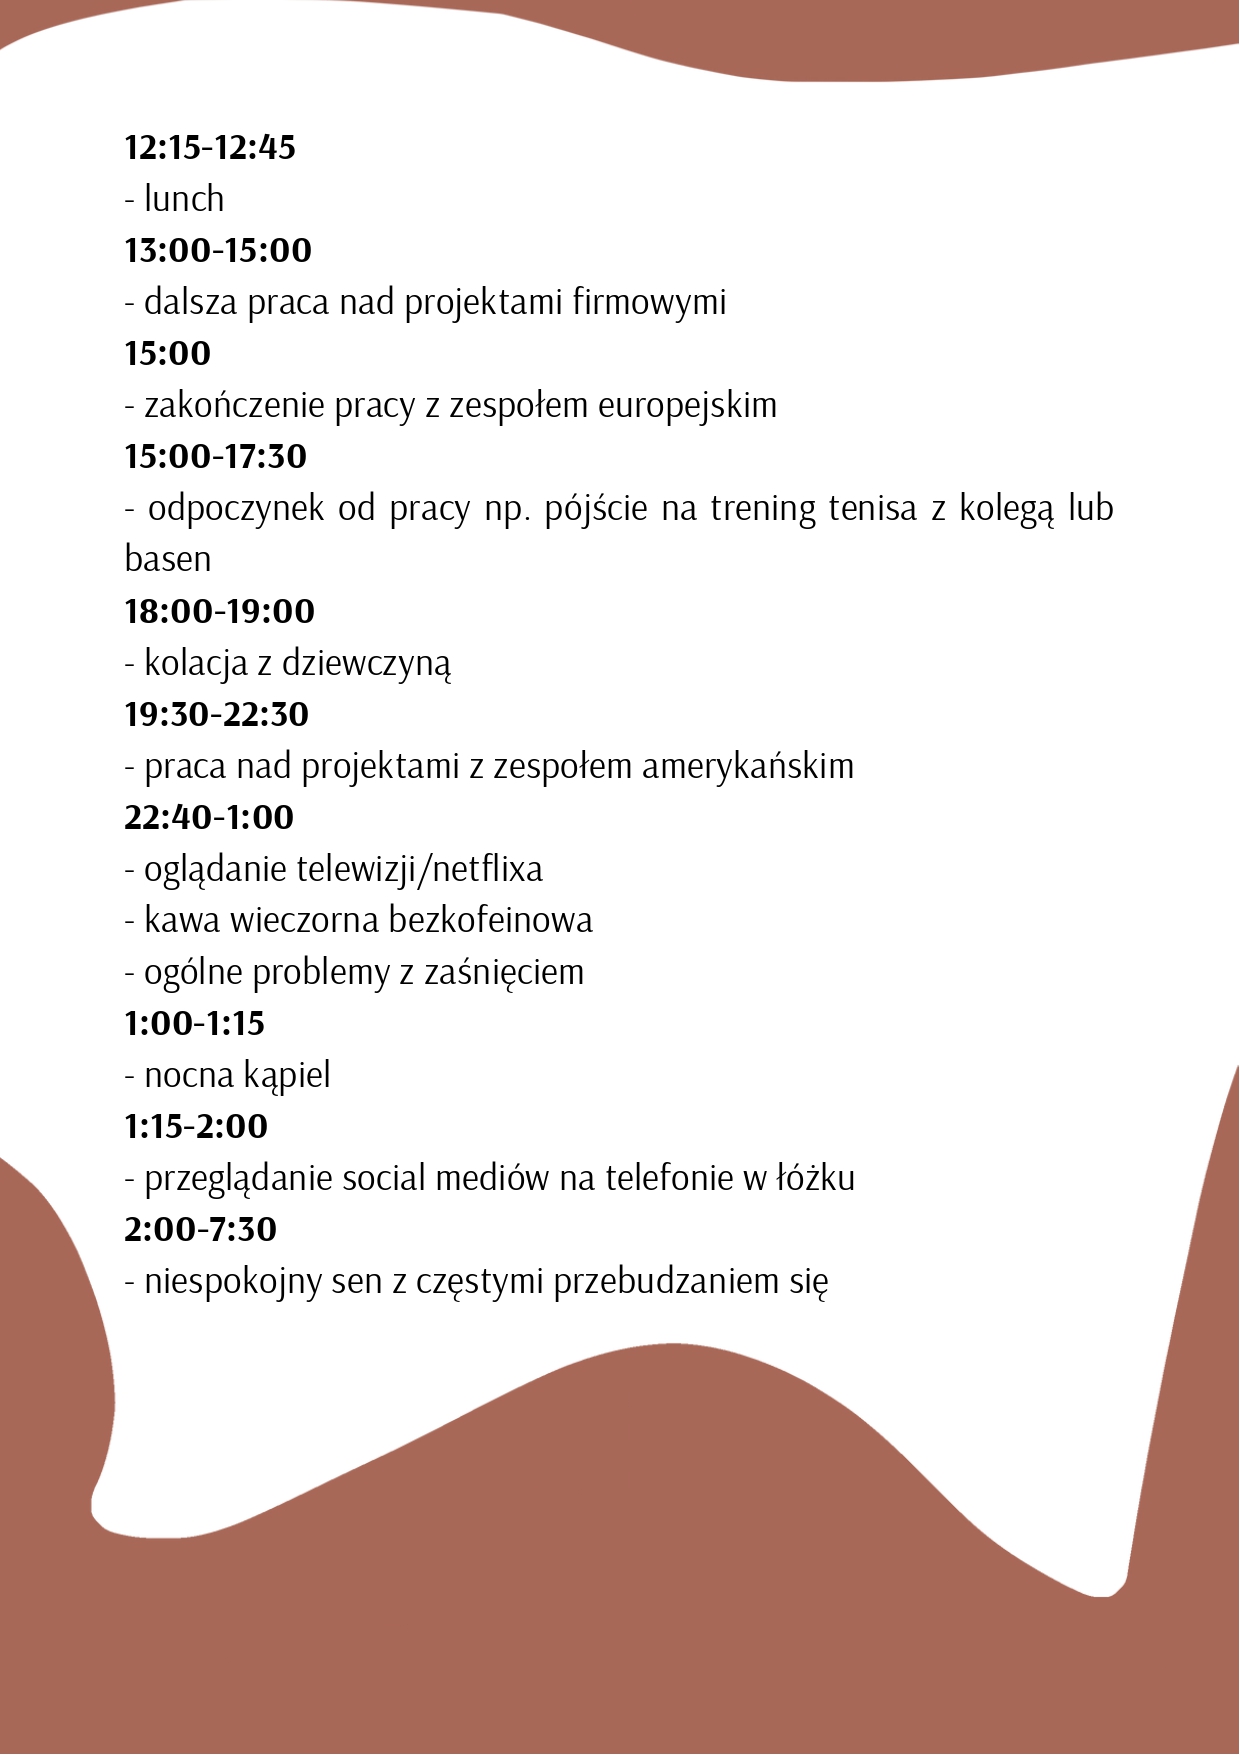 12:15-12:45
- lunch
13:00-15:00
- dalsza praca nad projektami firmowymi
15:00
- zakończenie pracy z zespołem europejskim
15:00-17:30
- odpoczynek od pracy np. pójście na trening tenisa z kolegą lub
basen
18:00-19:00
- kolacja z dziewczyną
19:30-22:30
- praca nad projektami z zespołem amerykańskim
22:40-1:00
- oglądanie telewizji/netflixa
- kawa wieczorna bezkofeinowa
- ogólne problemy z zaśnięciem
1:00-1:15
- nocna kąpiel
1:15-2:00
- przeglądanie social mediów na telefonie w łóżku
2:00-7:30
- niespokojny sen z częstymi przebudzaniem się